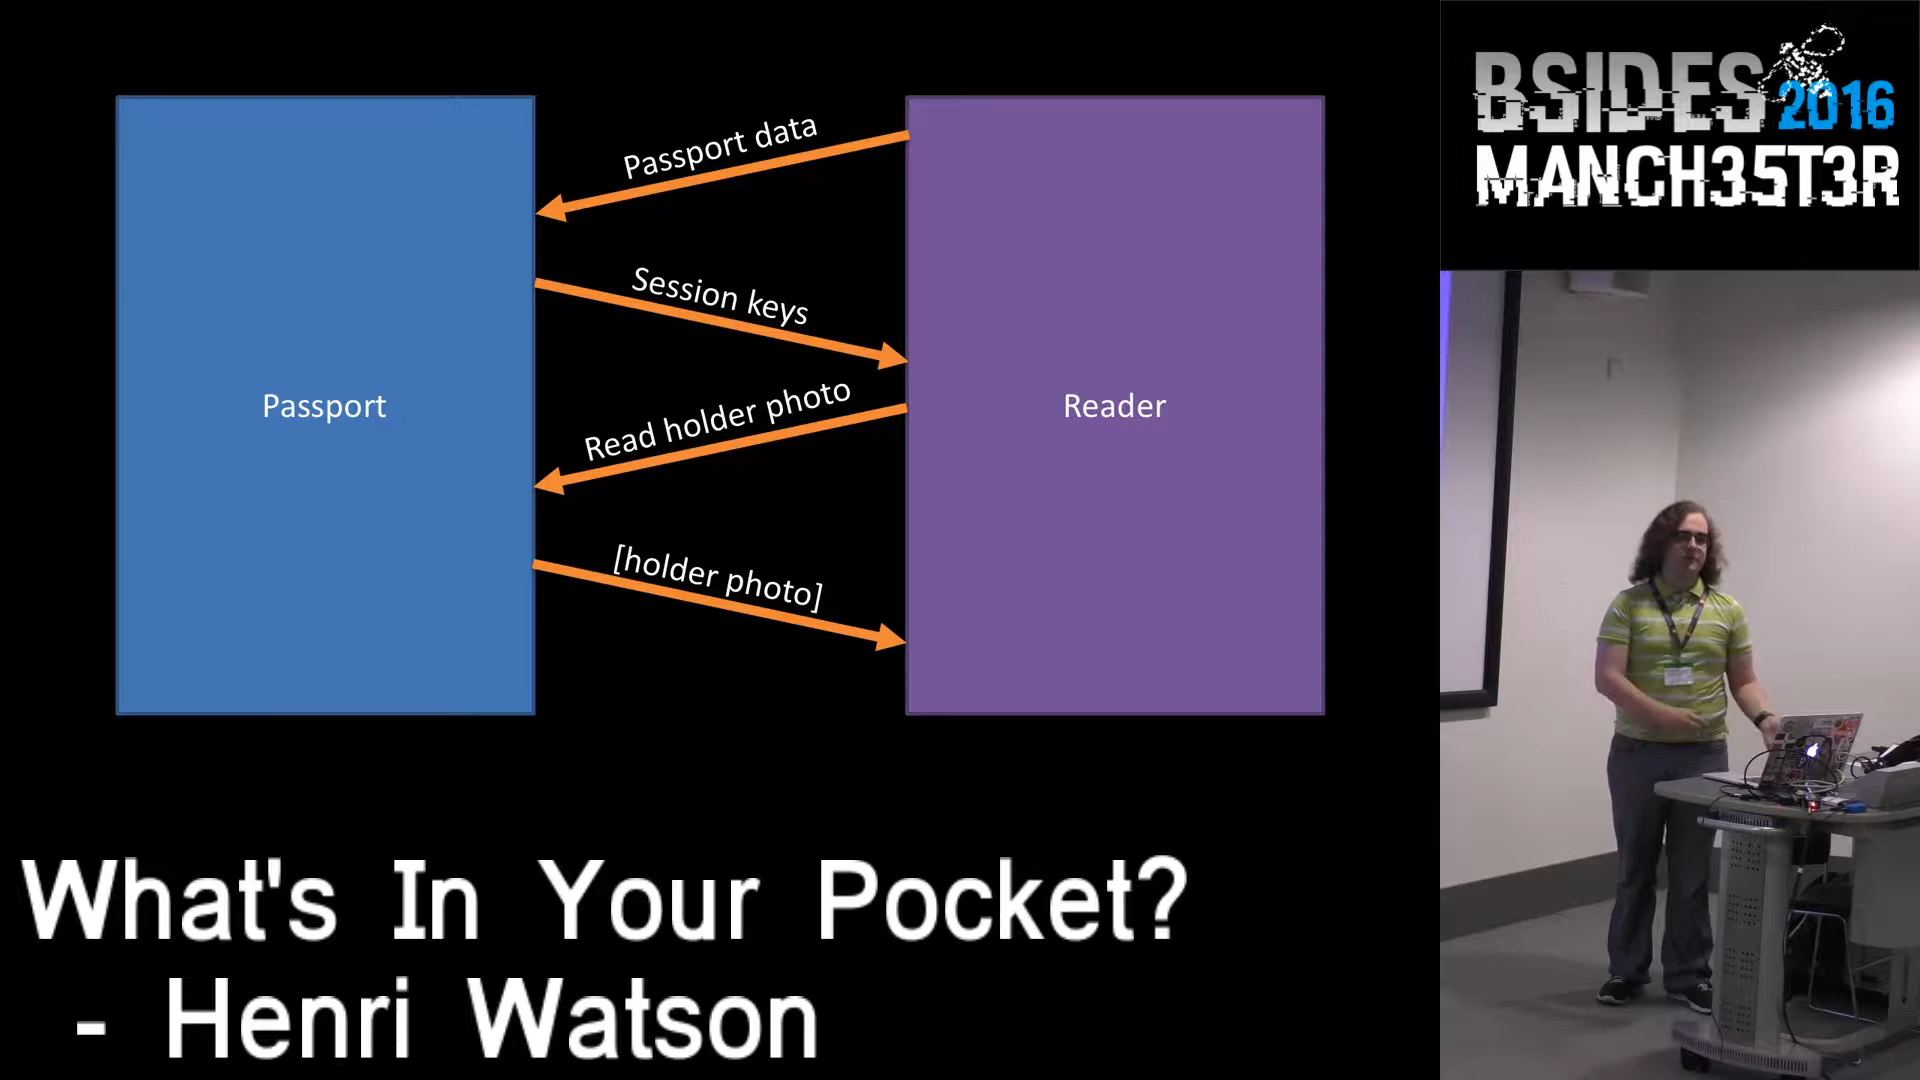 Passport
Passport data
Session keys
Read holder photo
[holder photo]
Reader
BSIDES 2016
MANCH35T3R
What's In Your Pocket?
- Henri Watson